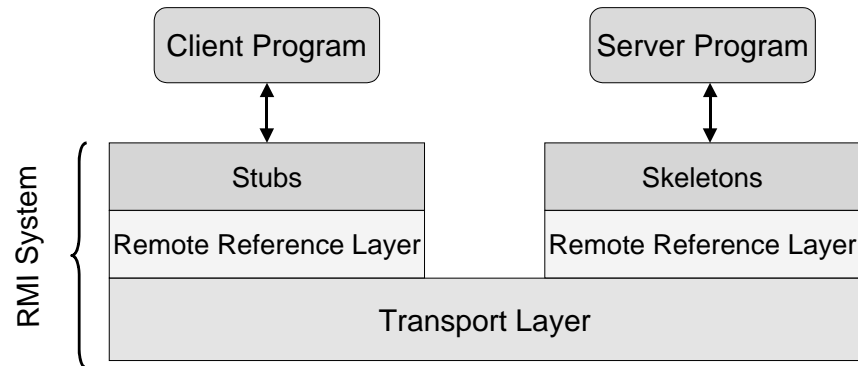 Client Program
Server Program
RMI System
Stubs
Skeletons
Remote Reference Layer
Remote Reference Layer
Transport Layer